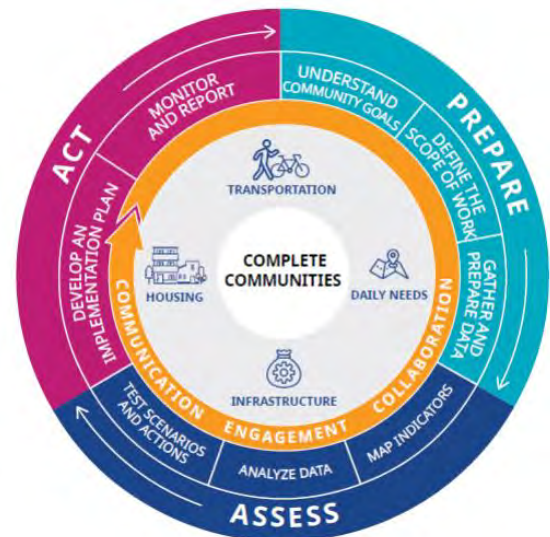 ACT
MONITOR
AND REPORT
DEVELOP AN
IMPLEMENTATION PLAN
PREPARE
UNDERSTAND
COMMUNITY GOALS
DEFINE THE
SCOPE OF WORK
GATHER AND
PREPARE DATA
ASSESS
MAP INDICATORS
ANALYZE DATA
TEST SCENARIOS
AND ACTIONS
COMMUNICATION
ENGAGEMENT
COLLABORATION
TRANSPORTATION
HOUSING
COMPLETE
COMMUNITIES
DAILY NEEDS
INFRASTRUCTURE